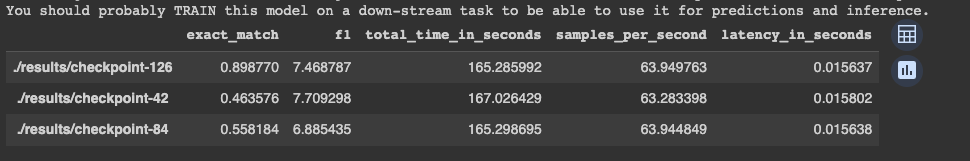 You should probably TRAIN this model on a down-stream task to be able to use it for predictions and inference.
exact_match f1 total_time_in_seconds samples_per_second latency_in_seconds
./results/checkpoint-126 0.898770 7.468787 165.285992 63.949763 0.015637
./results/checkpoint-42 0.463576 7.709298 167.026429 63.283398 0.015802
./results/checkpoint-84 0.558184 6.885435 165.298695 63.944849 0.015638